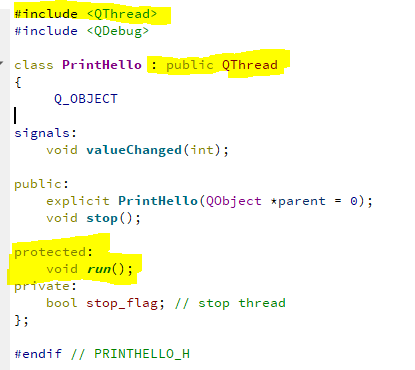 #include <QThread>
#include <QDebug>
class PrintHello : public QThread
{
Q_OBJECT
signals:
void valueChanged(int);
public:
explicit PrintHello(QObject *parent = 0);
void stop();
protected:
void run();
private:
bool stop_flag; // stop thread
};
#endif // PRINTHELLO_H